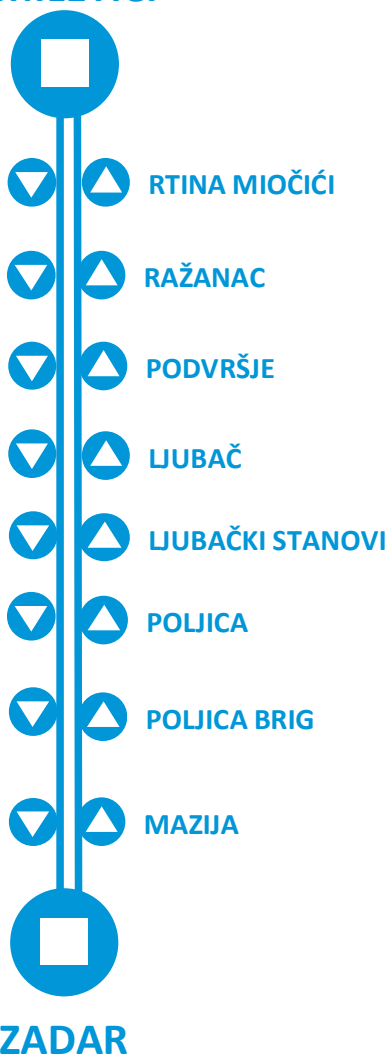 RTINA MIOČIĆI
RAŽANAC
PODVRŠJE
LJUBAČ
LJUBAČKI STANOVI
POLJICA
POLJICA BRIG
MAZIJA
ZADAR